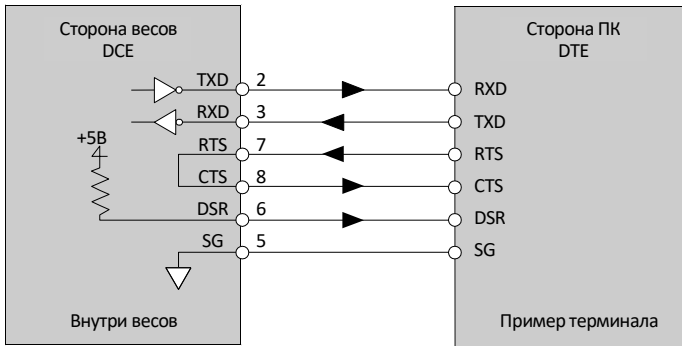 Сторона весов
DCE
Сторона ПК
DTE
TXD 2 RXD
RXD 3 TXD
+5В
RTS 7 RTS
CTS 8 CTS
DSR 6 DSR
SG 5 SG
Внутри весов
Пример терминала